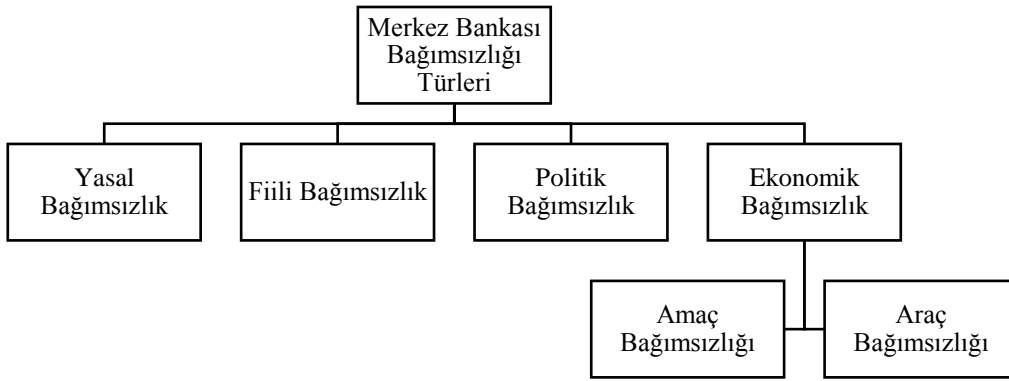 Merkez Bankası
Bağımsızlığı
Türleri
Yasal
Bağımsızlık
Fiili Bağımsızlık
Politik
Bağımsızlık
Ekonomik
Bağımsızlık
Amaç
Bağımsızlığı
Araç
Bağımsızlığı